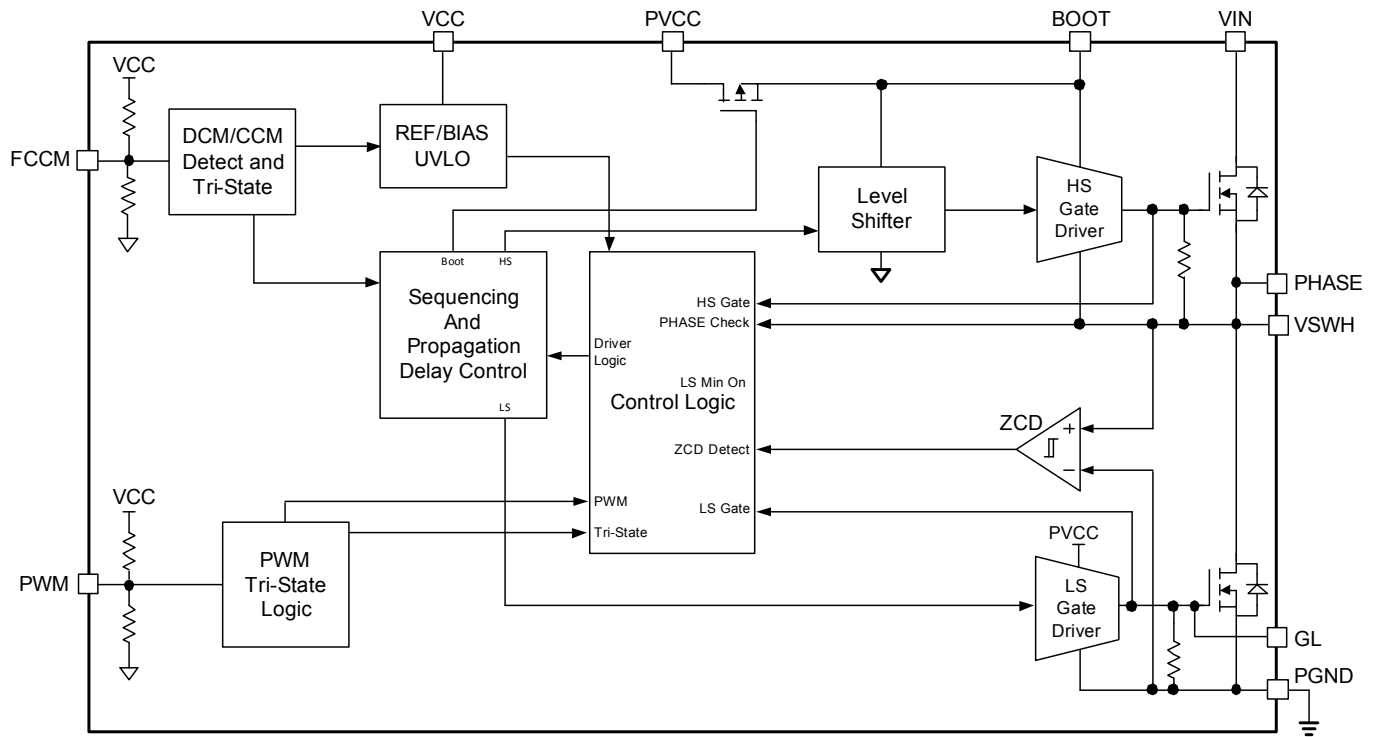 VCC
PVCC
BOOT
VIN
VCC
FCCM
DCM/CCM
Detect and
Tri-State
REF/BIAS
UVLO
Level
Shifter
HS
Gate
Driver
Boot
HS
Sequencing
And
Propagation
Delay Control
LS
HS Gate
PHASE Check
Driver
Logic
LS Min On
Control Logic
ZCD Detect
PWM
LS Gate
Tri-State
PHASE
VSWH
ZCD
+
−
VCC
PWM
PWM
Tri-State
Logic
PVCC
LS
Gate
Driver
GL
PGND